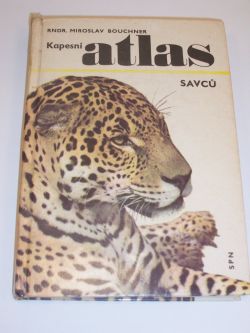 RNDR. MIROSLAV BOUCHNER
Kapesní atlas
SAVCŮ
SPN